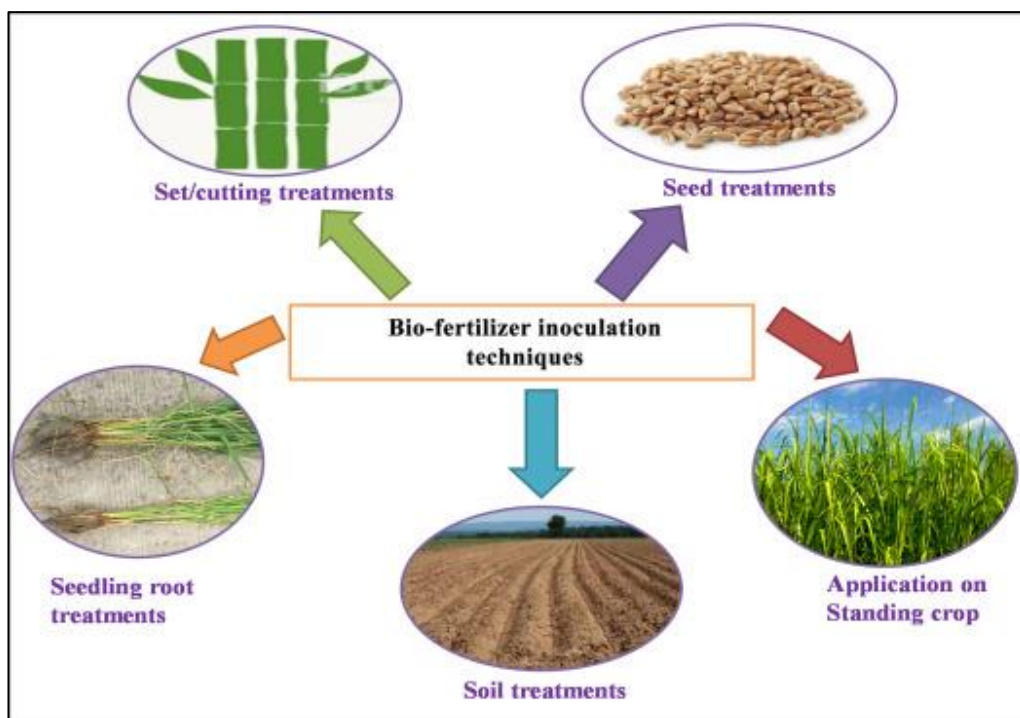 Set/cutting treatments
Seed treatments
Bio-fertilizer inoculation
techniques
Seedling root
treatments
Soil treatments
Application on
Standing crop